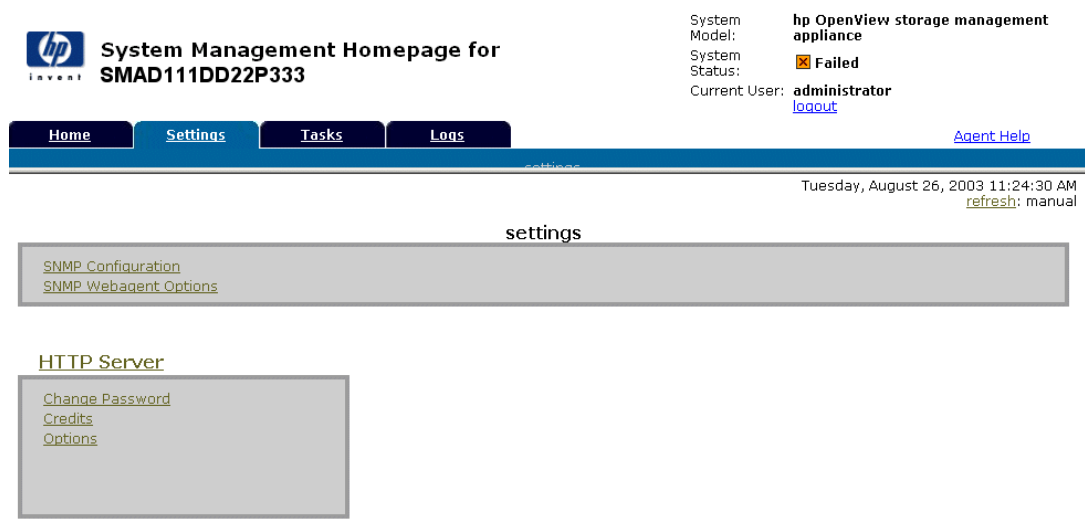 hp
invent
System Management Homepage for
SMAD111DD22P333
System Model: hp OpenView storage management appliance
System Status: Failed
Current User: administrator
logout
Home Settings Tasks Logs Agent Help
settings
Tuesday, August 26, 2003 11:24:30 AM
refresh: manual
settings
SNMP Configuration
SNMP Webagent Options
HTTP Server
Change Password
Credits
Options